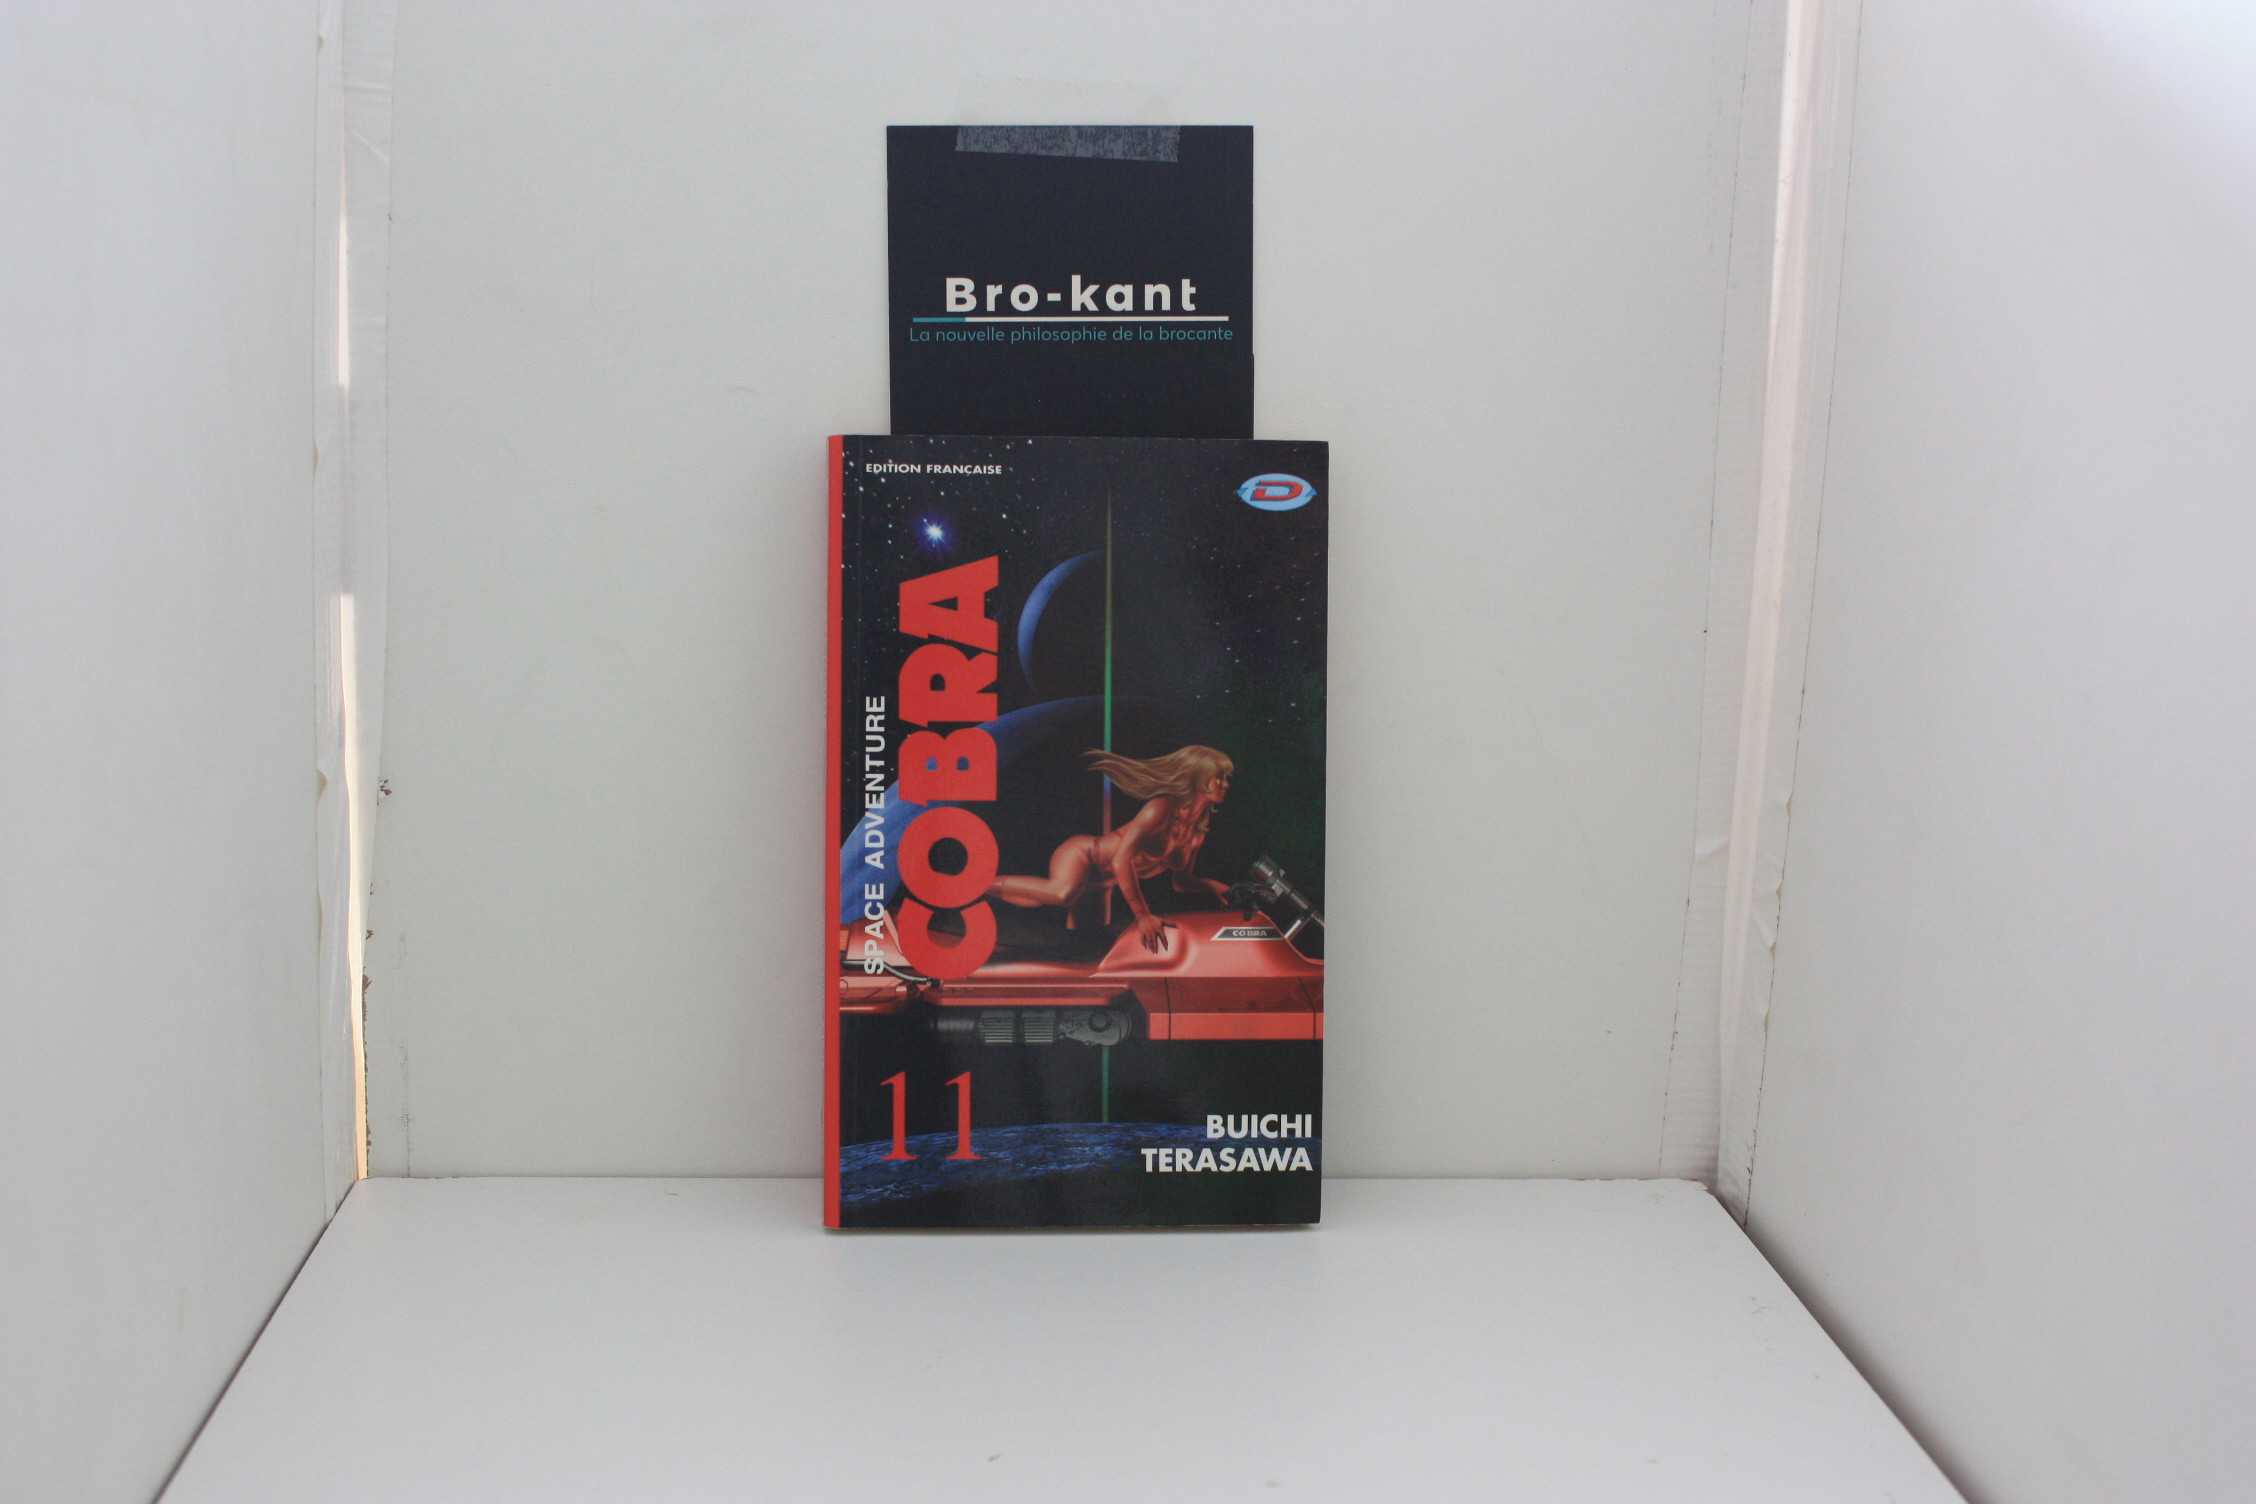 Bro-kant
La nouvelle philosophie de la brocante
EDITION FRANÇAISE
D
SPACE ADVENTURE
COBRA
COBRA
11
BUICHI
TERASAWA